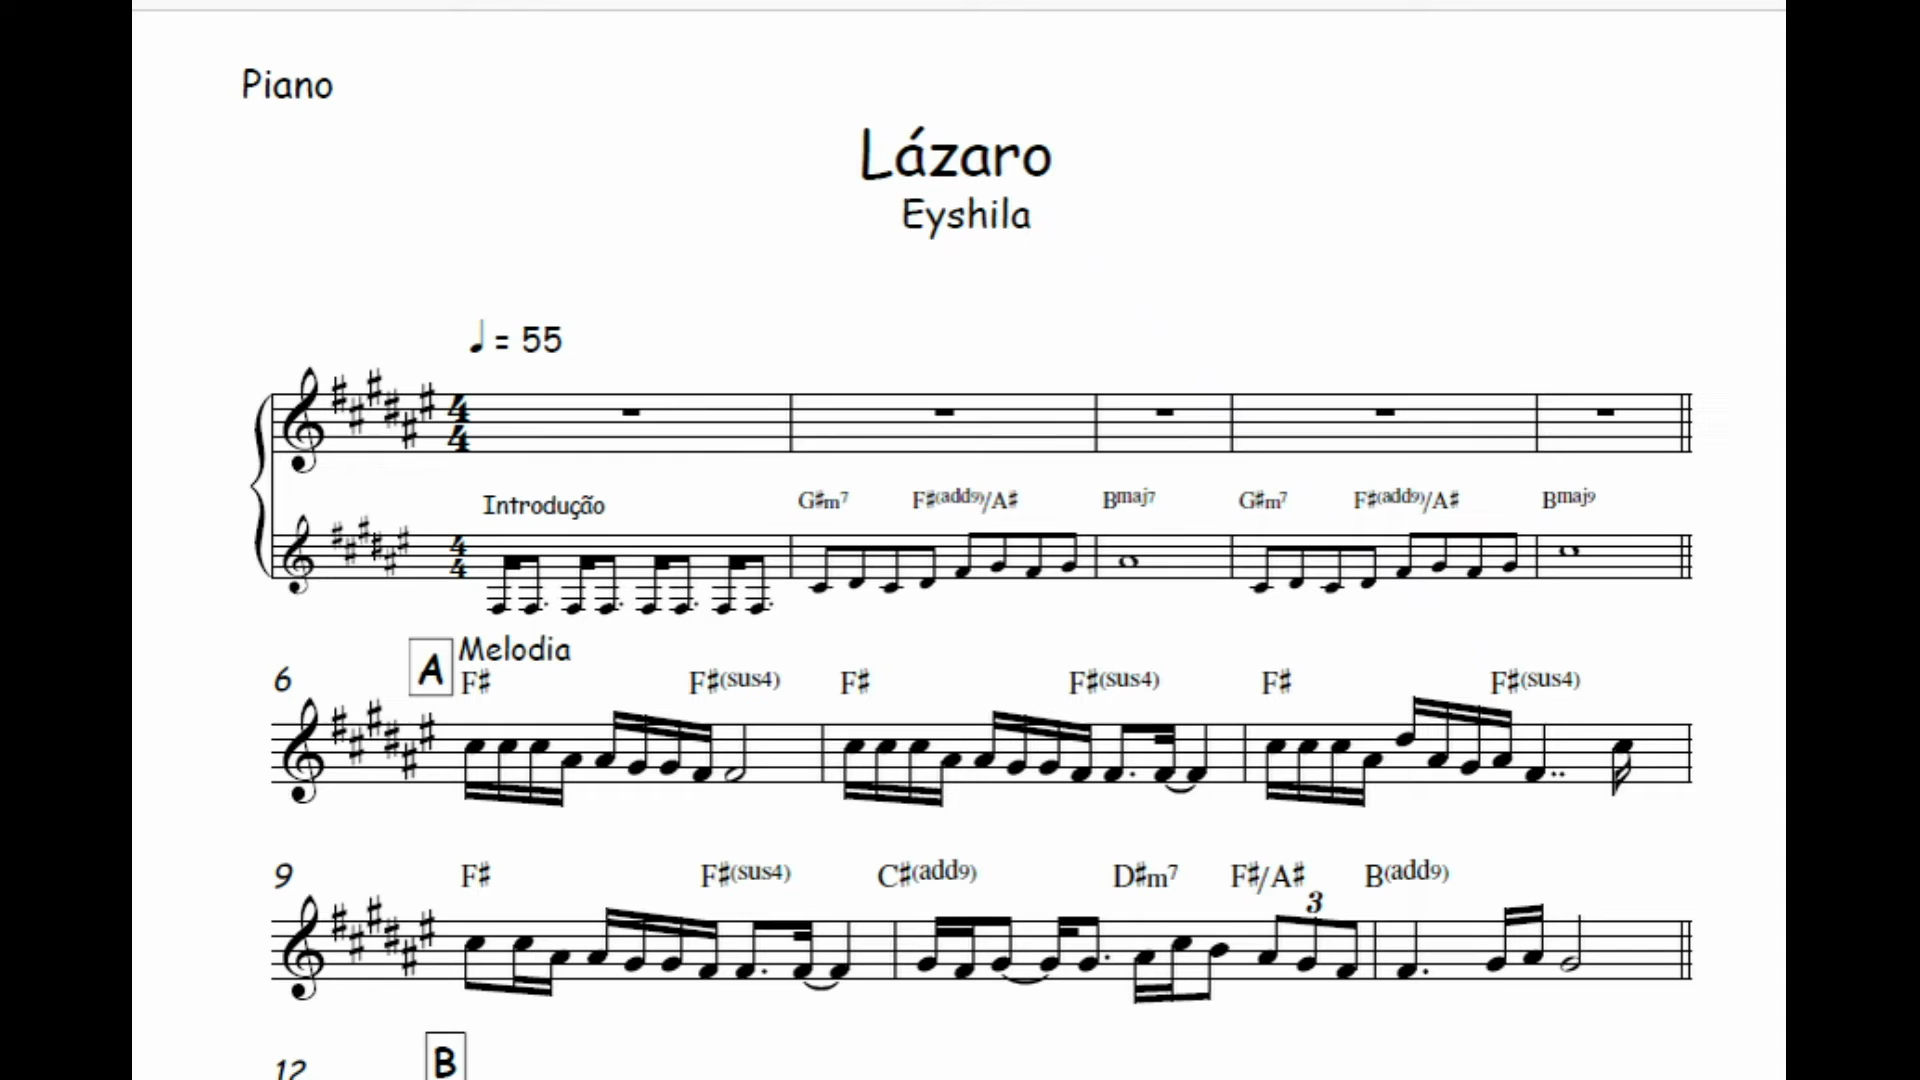 Piano
Lázaro
Eyshila
♩ = 55
Introdução G♯m7 F♯(add9)/A♯ Bmaj7 G♯m7 F♯(add9)/A♯ Bmaj9
A Melodia
6 F♯ F♯(sus4) F♯ F♯(sus4) F♯ F♯(sus4)
9 F♯ F♯(sus4) C♯(add9) D♯m7 F♯/A♯ B(add9)
3
12 B